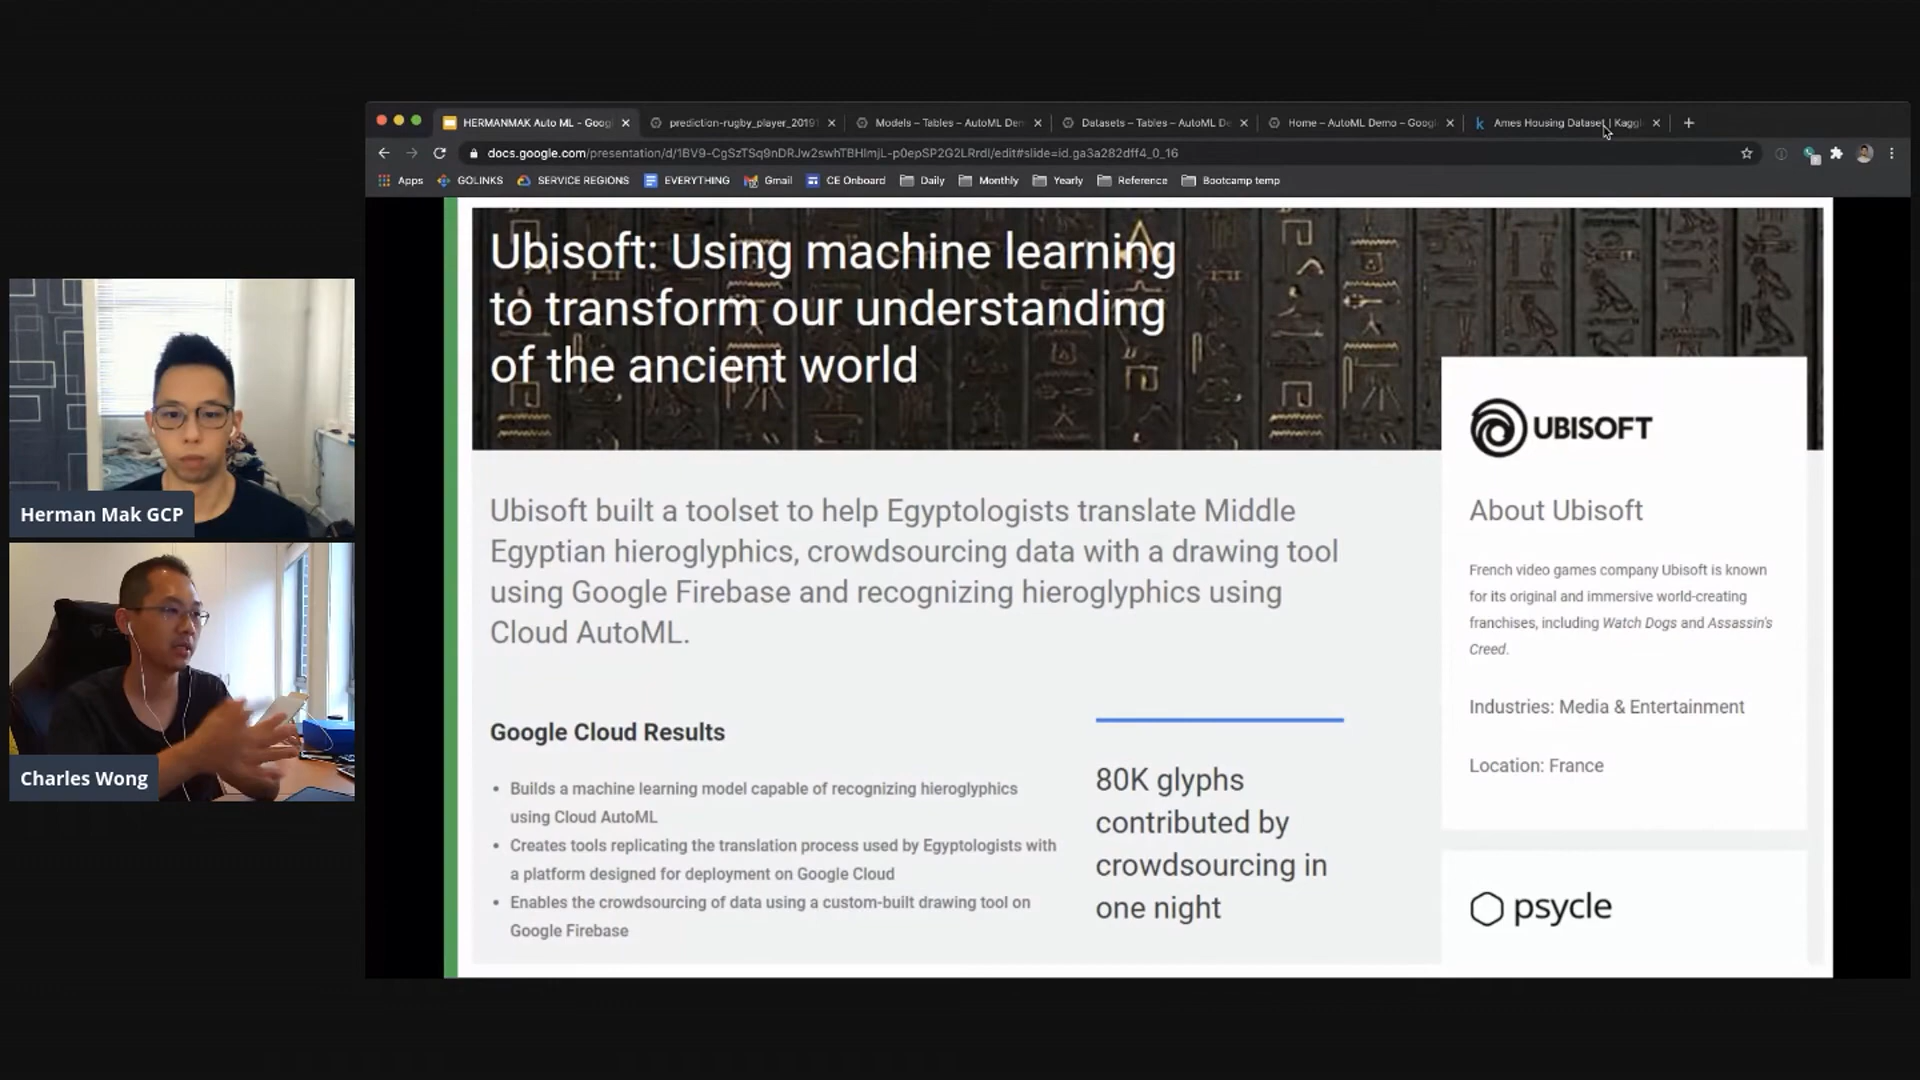 HERMANMAK Auto ML - Goog
prediction-rugby_player_2019
Models – Tables – AutoML Den
Datasets – Tables – AutoML De
Home – AutoML Demo – Googl
Ames Housing Dataset | Kaggl
docs.google.com/presentation/d/1BV9-CgSzTSq9nDRJw2swhTBHImjL-p0epSP2G2LRrdI/edit#slide=id.ga3a282dff4_0_16
Apps
GOLINKS
SERVICE REGIONS
EVERYTHING
Gmail
CE Onboard
Daily
Monthly
Yearly
Reference
Bootcamp temp
Ubisoft: Using machine learning
to transform our understanding
of the ancient world
UBISOFT
About Ubisoft
French video games company Ubisoft is known
for its original and immersive world-creating
franchises, including Watch Dogs and Assassin's
Creed.
Industries: Media & Entertainment
Location: France
psycle
Ubisoft built a toolset to help Egyptologists translate Middle
Egyptian hieroglyphics, crowdsourcing data with a drawing tool
using Google Firebase and recognizing hieroglyphics using
Cloud AutoML.
Google Cloud Results
• Builds a machine learning model capable of recognizing hieroglyphics
using Cloud AutoML
• Creates tools replicating the translation process used by Egyptologists with
a platform designed for deployment on Google Cloud
• Enables the crowdsourcing of data using a custom-built drawing tool on
Google Firebase
80K glyphs
contributed by
crowdsourcing in
one night
Herman Mak GCP
Charles Wong